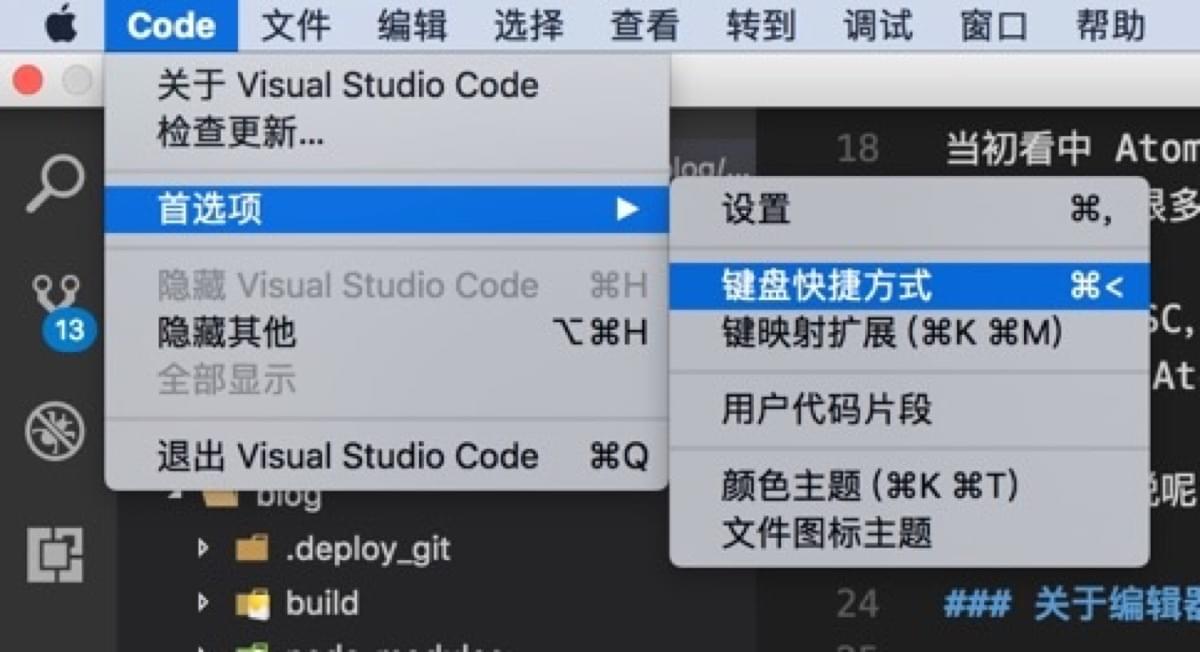 Code 文件 编辑 选择 查看 转到 调试 窗口 帮助
关于 Visual Studio Code
检查更新...
首选项
隐藏 Visual Studio Code ⌘H
隐藏其他 ⌥⌘H
全部显示
退出 Visual Studio Code ⌘Q
设置 ⌘,
键盘快捷方式 ⌘<
键映射扩展 (⌘K ⌘M)
用户代码片段
颜色主题 (⌘K ⌘T)
文件图标主题
13
blog
.deploy_git
build
18 当初看中 Atom
很多
SC,
At
呢
24 ### 关于编辑器